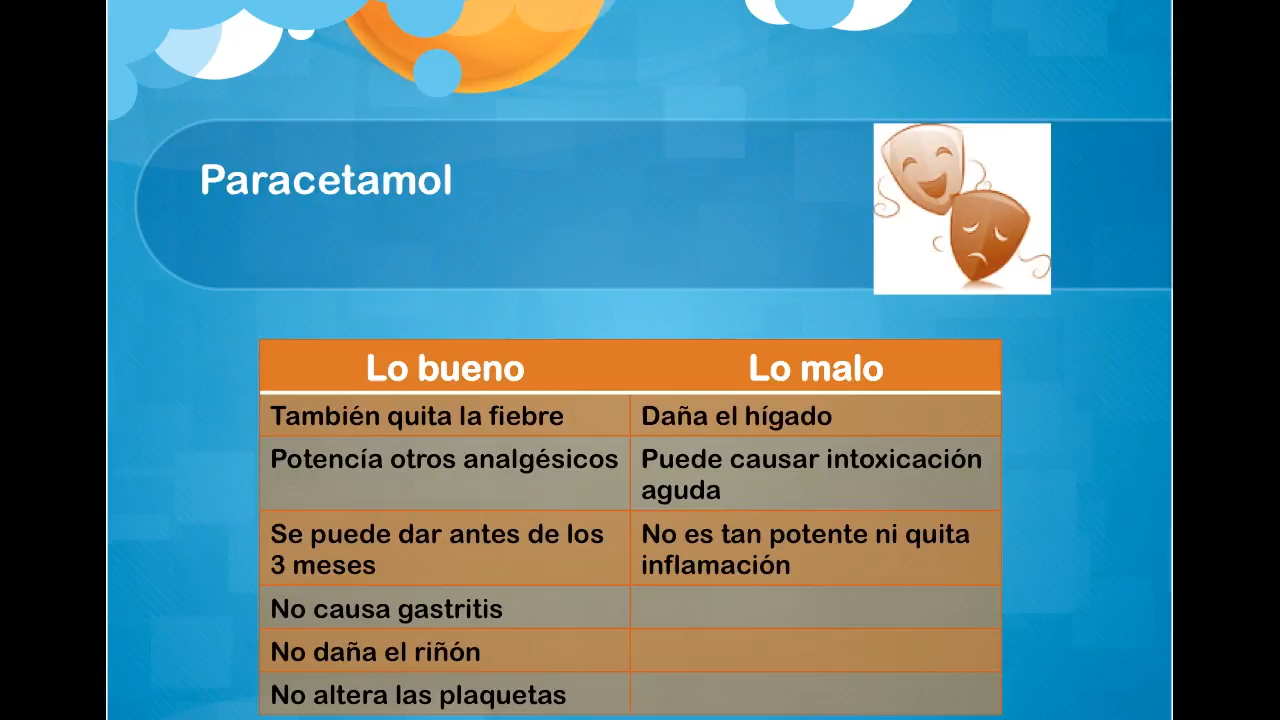 Paracetamol
Lo bueno
Lo malo
También quita la fiebre
Daña el hígado
Potencía otros analgésicos
Puede causar intoxicación
aguda
Se puede dar antes de los
3 meses
No es tan potente ni quita
inflamación
No causa gastritis
No daña el riñón
No altera las plaquetas